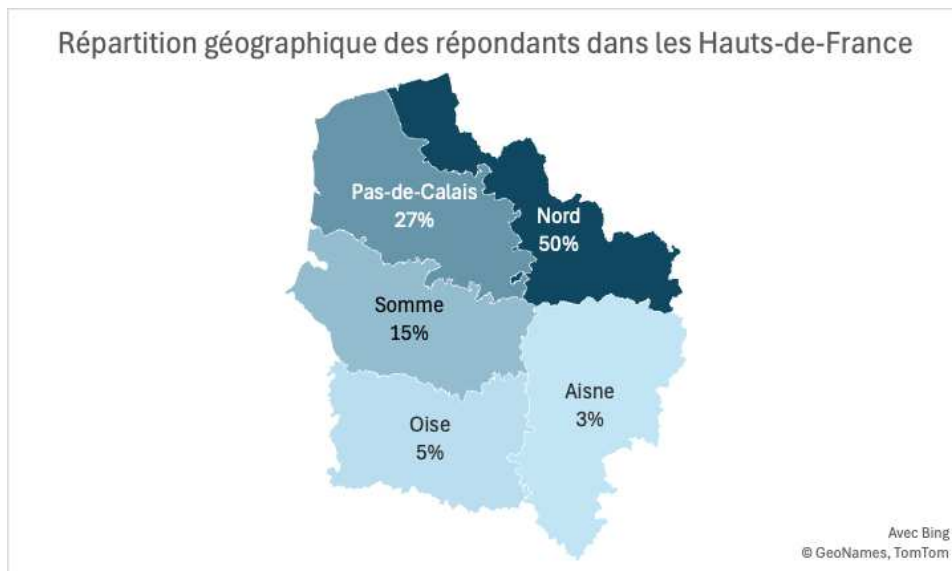 Répartition géographique des répondants dans les Hauts-de-France
Pas-de-Calais
27%
Nord
50%
Somme
15%
Aisne
3%
Oise
5%
Avec Bing
© GeoNames, TomTom